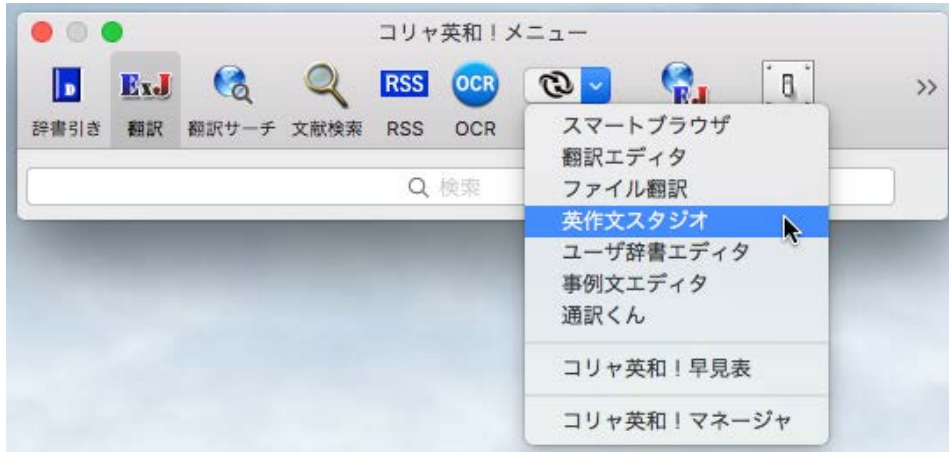 コリャ英和！メニュー
D
ExJ
RSS
OCR
EJ
辞書引き
翻訳
翻訳サーチ
文献検索
RSS
OCR
検索
スマートブラウザ
翻訳エディタ
ファイル翻訳
英作文スタジオ
ユーザ辞書エディタ
事例文エディタ
通訳くん
コリャ英和！早見表
コリャ英和！マネージャ